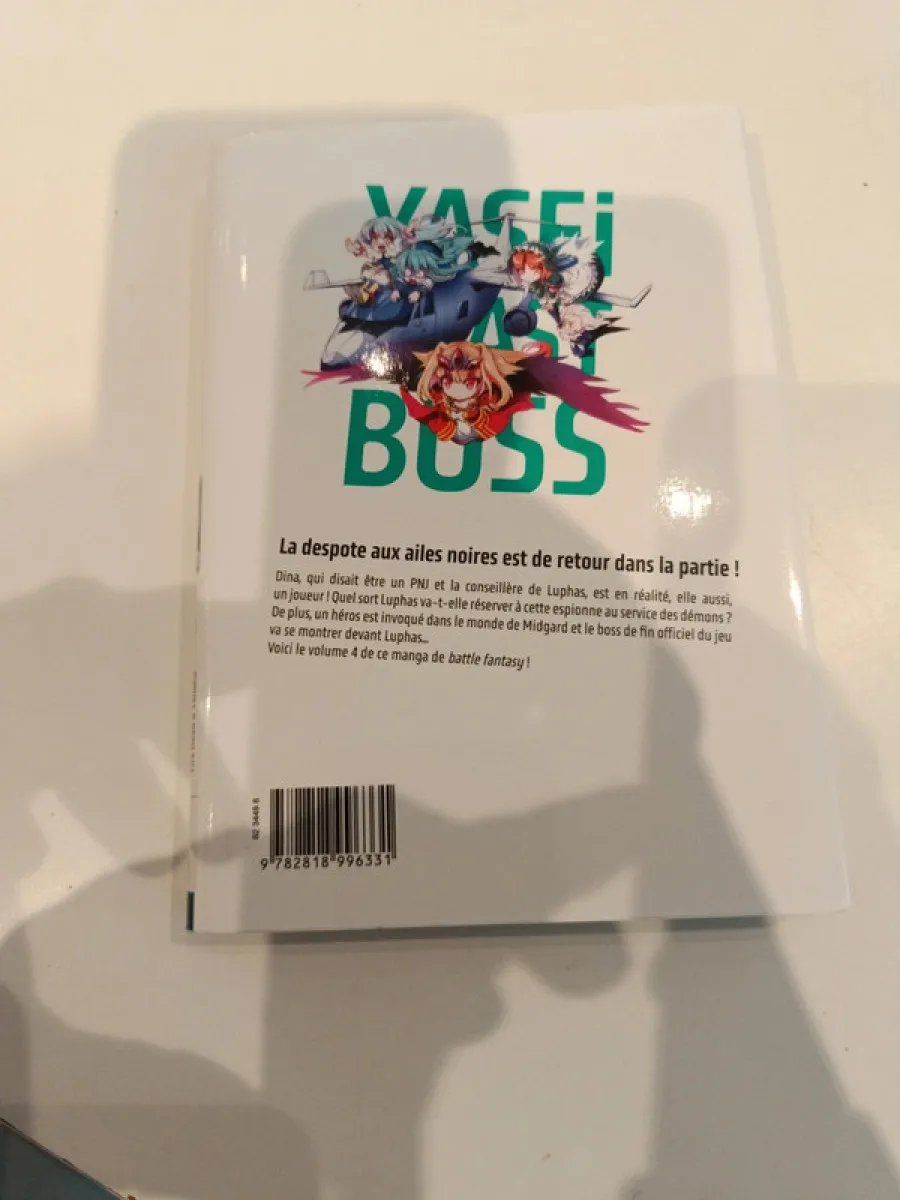 YASEi
LAST
BOSS
La despote aux ailes noires est de retour dans la partie !
Dina, qui disait être un PNJ et la conseillère de Luphas, est en réalité, elle aussi,
un joueur ! Quel sort Luphas va-t-elle réserver à cette espionne au service des démons ?
De plus, un héros est invoqué dans le monde de Midgard et le boss de fin officiel du jeu
va se montrer devant Luphas...
Voici le volume 4 de ce manga de battle fantasy !
82 3449 8
9 782818 996331